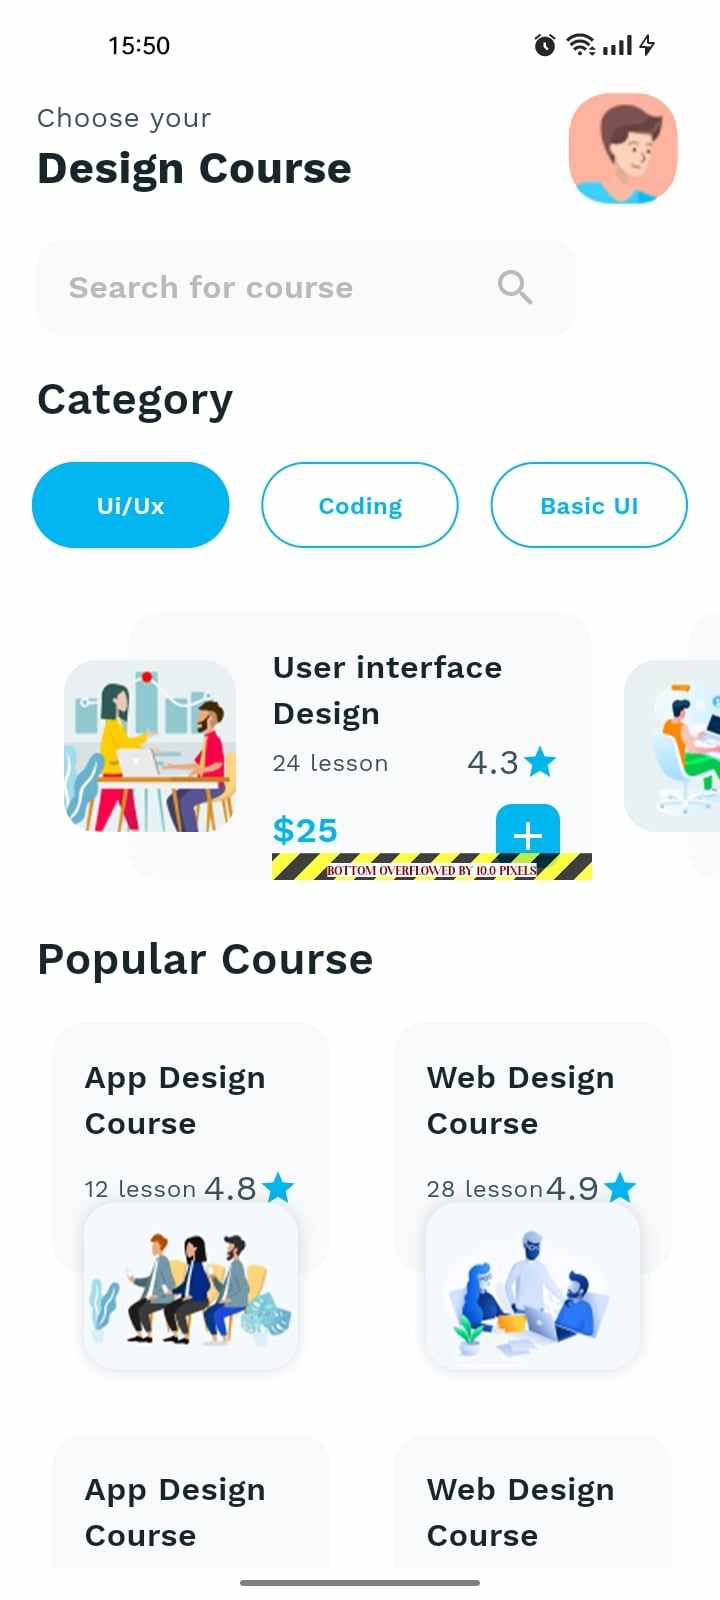 15:50
Choose your
Design Course
Search for course
Category
Ui/Ux
Coding
Basic UI
User interface
Design
24 lesson
4.3
$25
BOTTOM OVERFLOWED BY 10.0 PIXELS
Popular Course
App Design
Course
12 lesson 4.8
Web Design
Course
28 lesson 4.9
App Design
Course
Web Design
Course